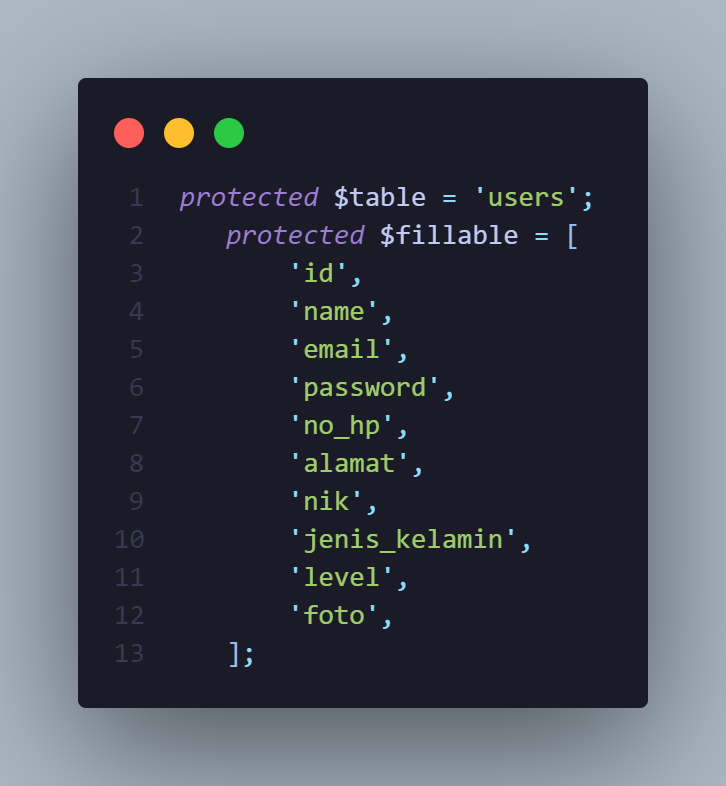 1 protected $table = 'users';
2 protected $fillable = [
3 'id',
4 'name',
5 'email',
6 'password',
7 'no_hp',
8 'alamat',
9 'nik',
10 'jenis_kelamin',
11 'level',
12 'foto',
13 ];